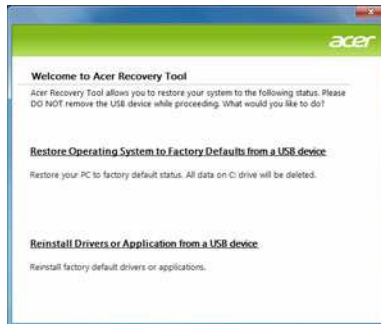 acer
Welcome to Acer Recovery Tool
Acer Recovery Tool allows you to restore your system to the following status. Please
DO NOT remove the USB device while proceeding. What would you like to do?
Restore Operating System to Factory Defaults from a USB device
Restore your PC to factory default status. All data on C: drive will be deleted.
Reinstall Drivers or Application from a USB device
Reinstall factory default drivers or applications.